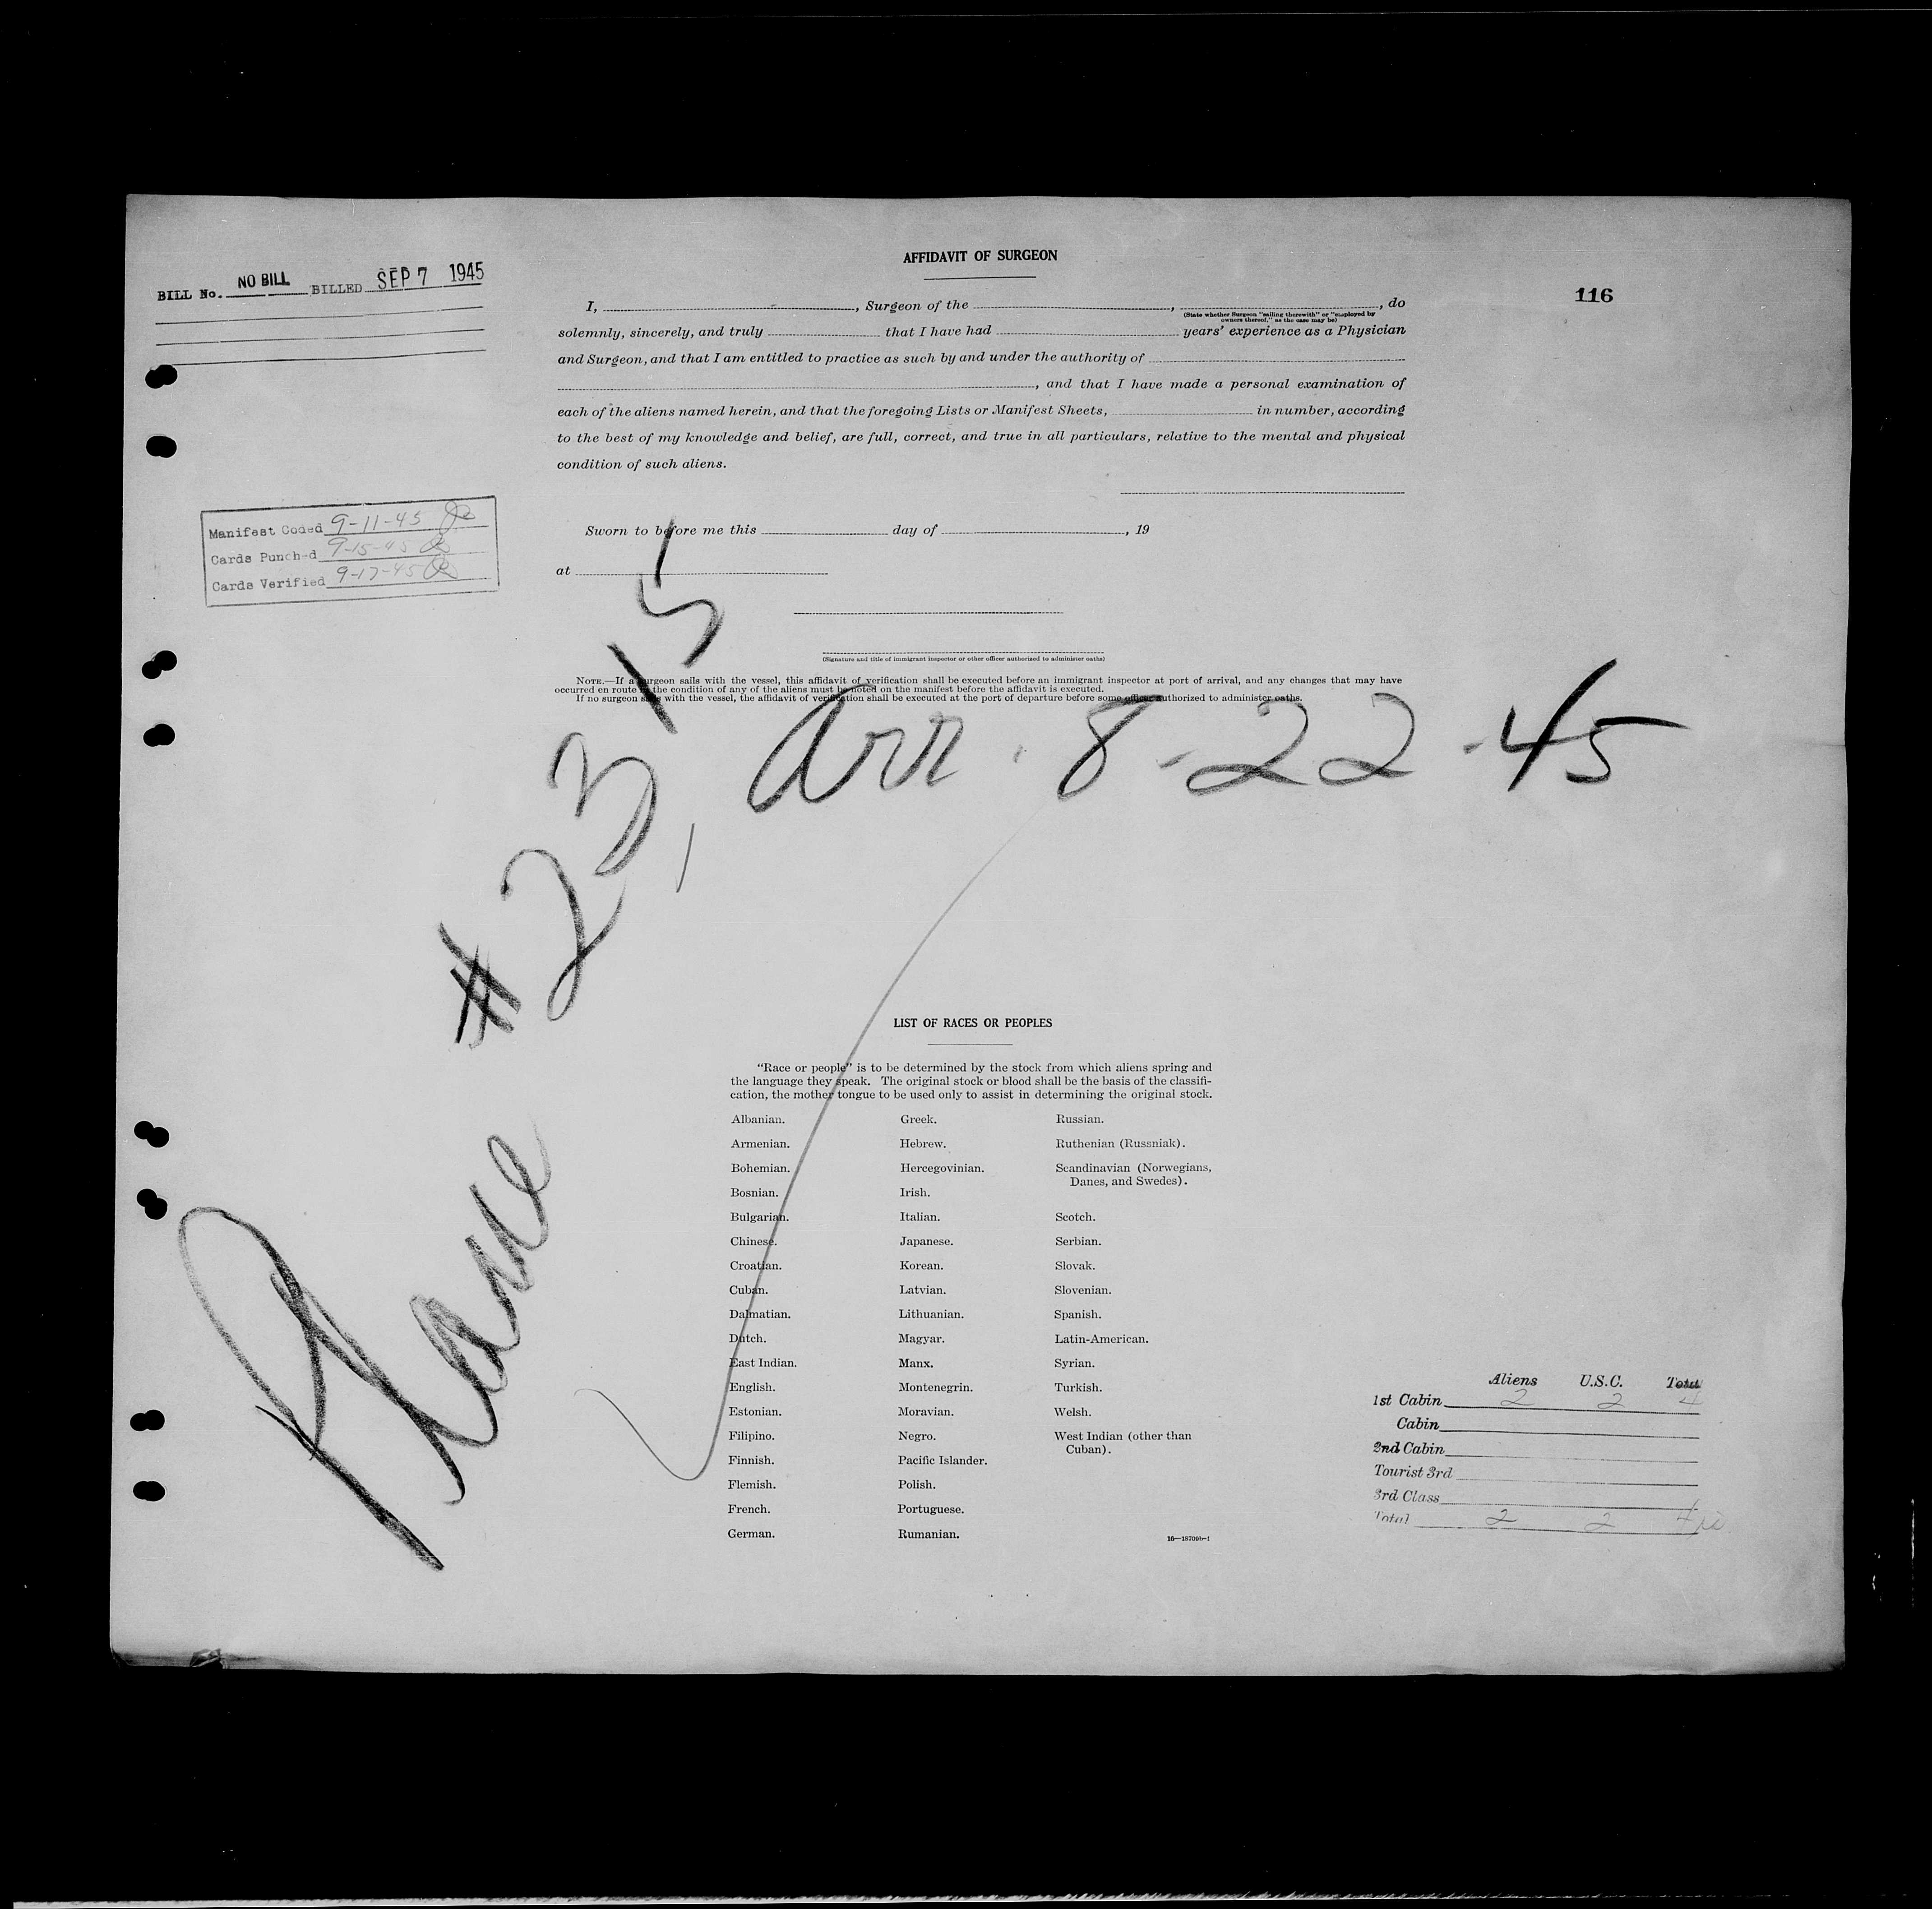 AFFIDAVIT OF SURGEON
BILL No. NO BILL BILLED SEP 7 1945
116
I, , Surgeon of the , , do
(State whether Surgeon "sailing therewith" or "employed by
owners thereof," as the case may be)
solemnly, sincerely, and truly that I have had years' experience as a Physician
and Surgeon, and that I am entitled to practice as such by and under the authority of
, and that I have made a personal examination of
each of the aliens named herein, and that the foregoing Lists or Manifest Sheets, in number, according
to the best of my knowledge and belief, are full, correct, and true in all particulars, relative to the mental and physical
condition of such aliens.
Manifest Coded 9-11-45
Cards Punched 9-15-45
Cards Verified 9-17-45
Sworn to before me this day of , 19
at
(Signature and title of immigrant inspector or other officer authorized to administer oaths)
NOTE.—If a surgeon sails with the vessel, this affidavit of verification shall be executed before an immigrant inspector at port of arrival, and any changes that may have
occurred en route in the condition of any of the aliens must be noted on the manifest before the affidavit is executed.
If no surgeon sails with the vessel, the affidavit of verification shall be executed at the port of departure before some officer authorized to administer oaths.
Plane #23,
arr. 8-22-45
LIST OF RACES OR PEOPLES
"Race or people" is to be determined by the stock from which aliens spring and
the language they speak. The original stock or blood shall be the basis of the classifi-
cation, the mother tongue to be used only to assist in determining the original stock.
Albanian.
Armenian.
Bohemian.
Bosnian.
Bulgarian.
Chinese.
Croatian.
Cuban.
Dalmatian.
Dutch.
East Indian.
English.
Estonian.
Filipino.
Finnish.
Flemish.
French.
German.
Greek.
Hebrew.
Hercegovinian.
Irish.
Italian.
Japanese.
Korean.
Latvian.
Lithuanian.
Magyar.
Manx.
Montenegrin.
Moravian.
Negro.
Pacific Islander.
Polish.
Portuguese.
Rumanian.
Russian.
Ruthenian (Russniak).
Scandinavian (Norwegians,
Danes, and Swedes).
Scotch.
Serbian.
Slovak.
Slovenian.
Spanish.
Latin-American.
Syrian.
Turkish.
Welsh.
West Indian (other than
Cuban).
Aliens U.S.C. Total
1st Cabin 2 2 4
Cabin
2nd Cabin
Tourist 3rd
3rd Class
Total 2 2 4